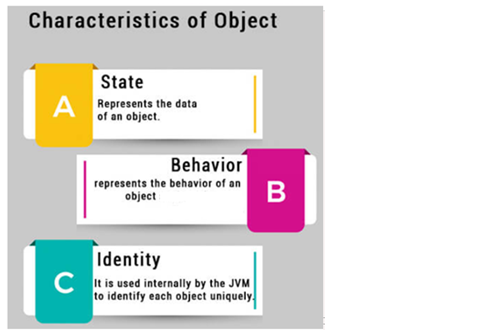 Characteristics of Object
A
State
Represents the data
of an object.
Behavior
represents the behavior of an
object
B
C
Identity
It is used internally by the JVM
to identify each object uniquely.